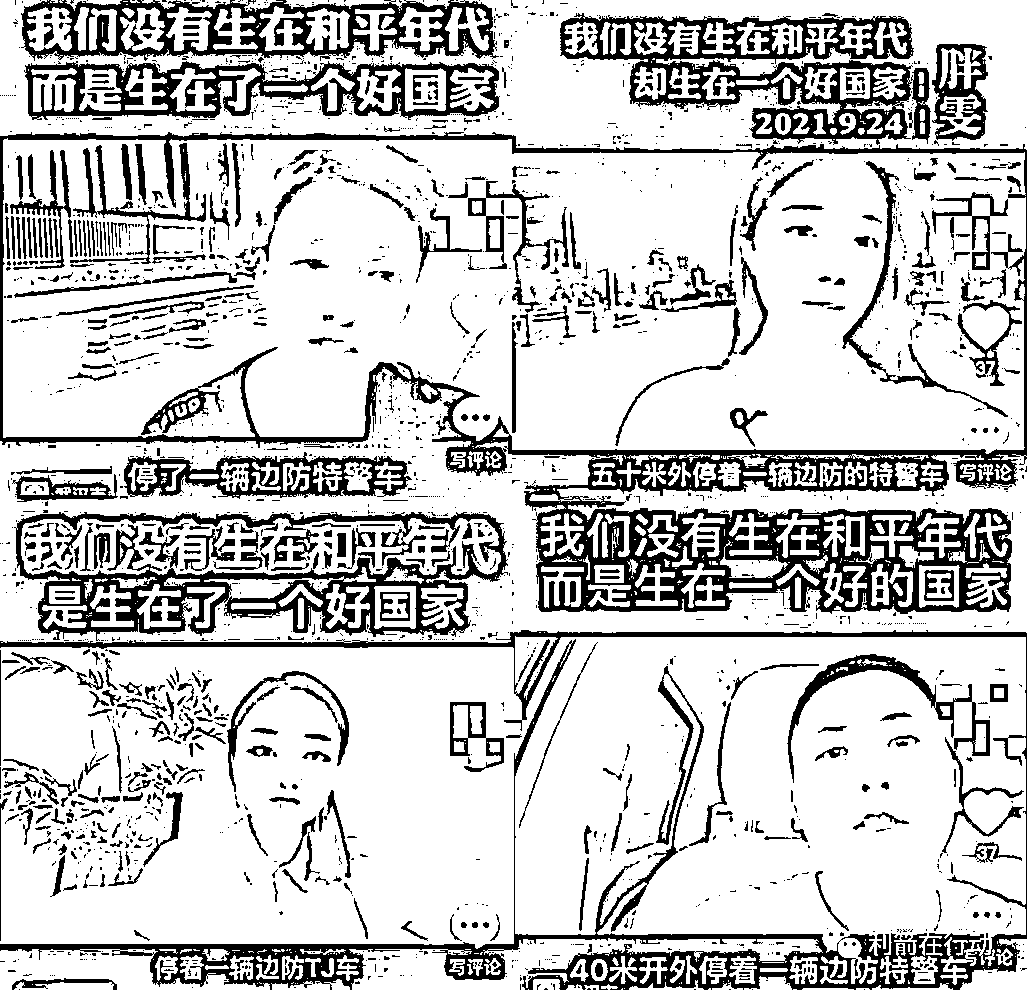 我们没有生在和平年代
而是生在了一个好国家
写评论
停了一辆边防特警车
我们没有生在和平年代
却生在一个好国家
2021.9.24
胖雯
37
写评论
五十米外停着一辆边防的特警车
我们没有生在和平年代
是生在了一个好国家
写评论
停着一辆边防TJ车
我们没有生在和平年代
而是生在一个好的国家
37
利箭在行动
写评论
40米开外停着一辆边防特警车